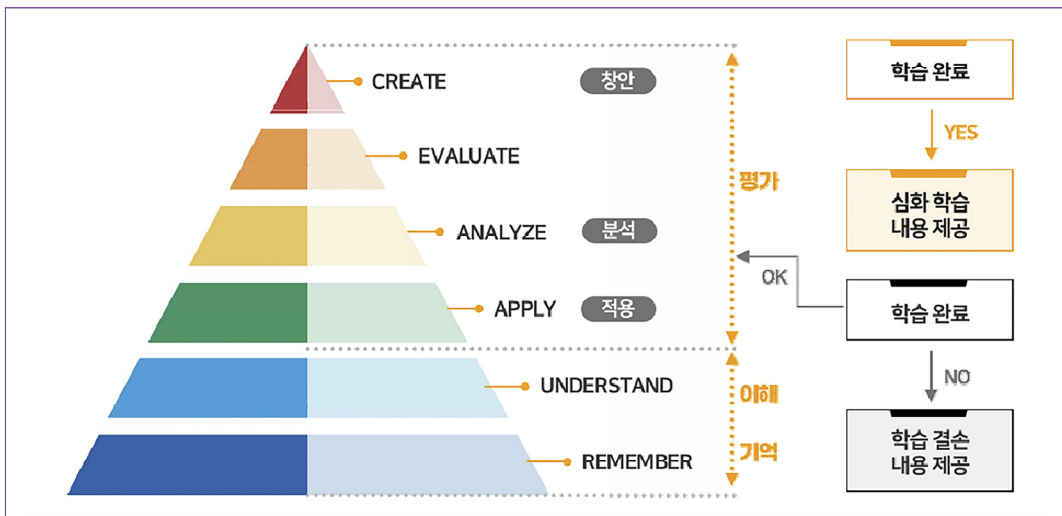 CREATE
창안
EVALUATE
평가
ANALYZE
분석
APPLY
적용
UNDERSTAND
이해
REMEMBER
기억
학습 완료
YES
심화 학습
내용 제공
OK
학습 완료
NO
학습 결손
내용 제공